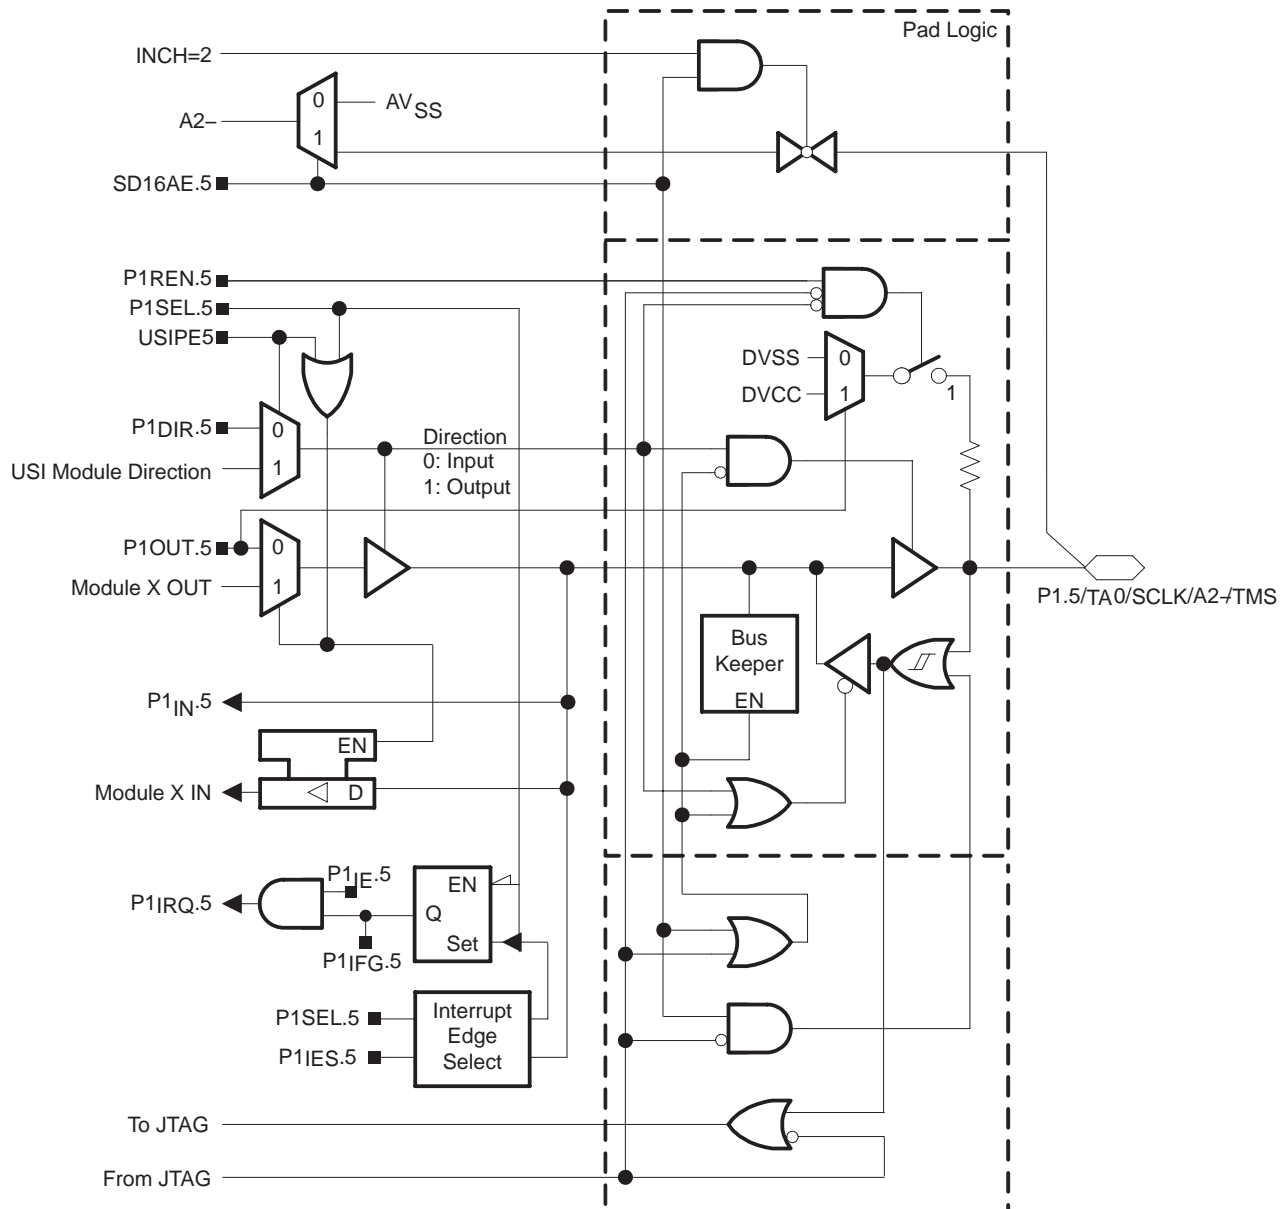 Pad Logic
INCH=2
0
AVSS
A2–
1
SD16AE.5
P1REN.5
P1SEL.5
USIPE5
DVSS
0
DVCC
1
1
P1DIR.5
0
USI Module Direction
1
Direction
0: Input
1: Output
P1OUT.5
0
Module X OUT
1
P1.5/TA0/SCLK/A2-/TMS
Bus
Keeper
EN
P1IN.5
EN
Module X IN
D
P1IE.5
EN
P1IRQ.5
Q
Set
P1IFG.5
P1SEL.5
Interrupt
Edge
Select
P1IES.5
To JTAG
From JTAG